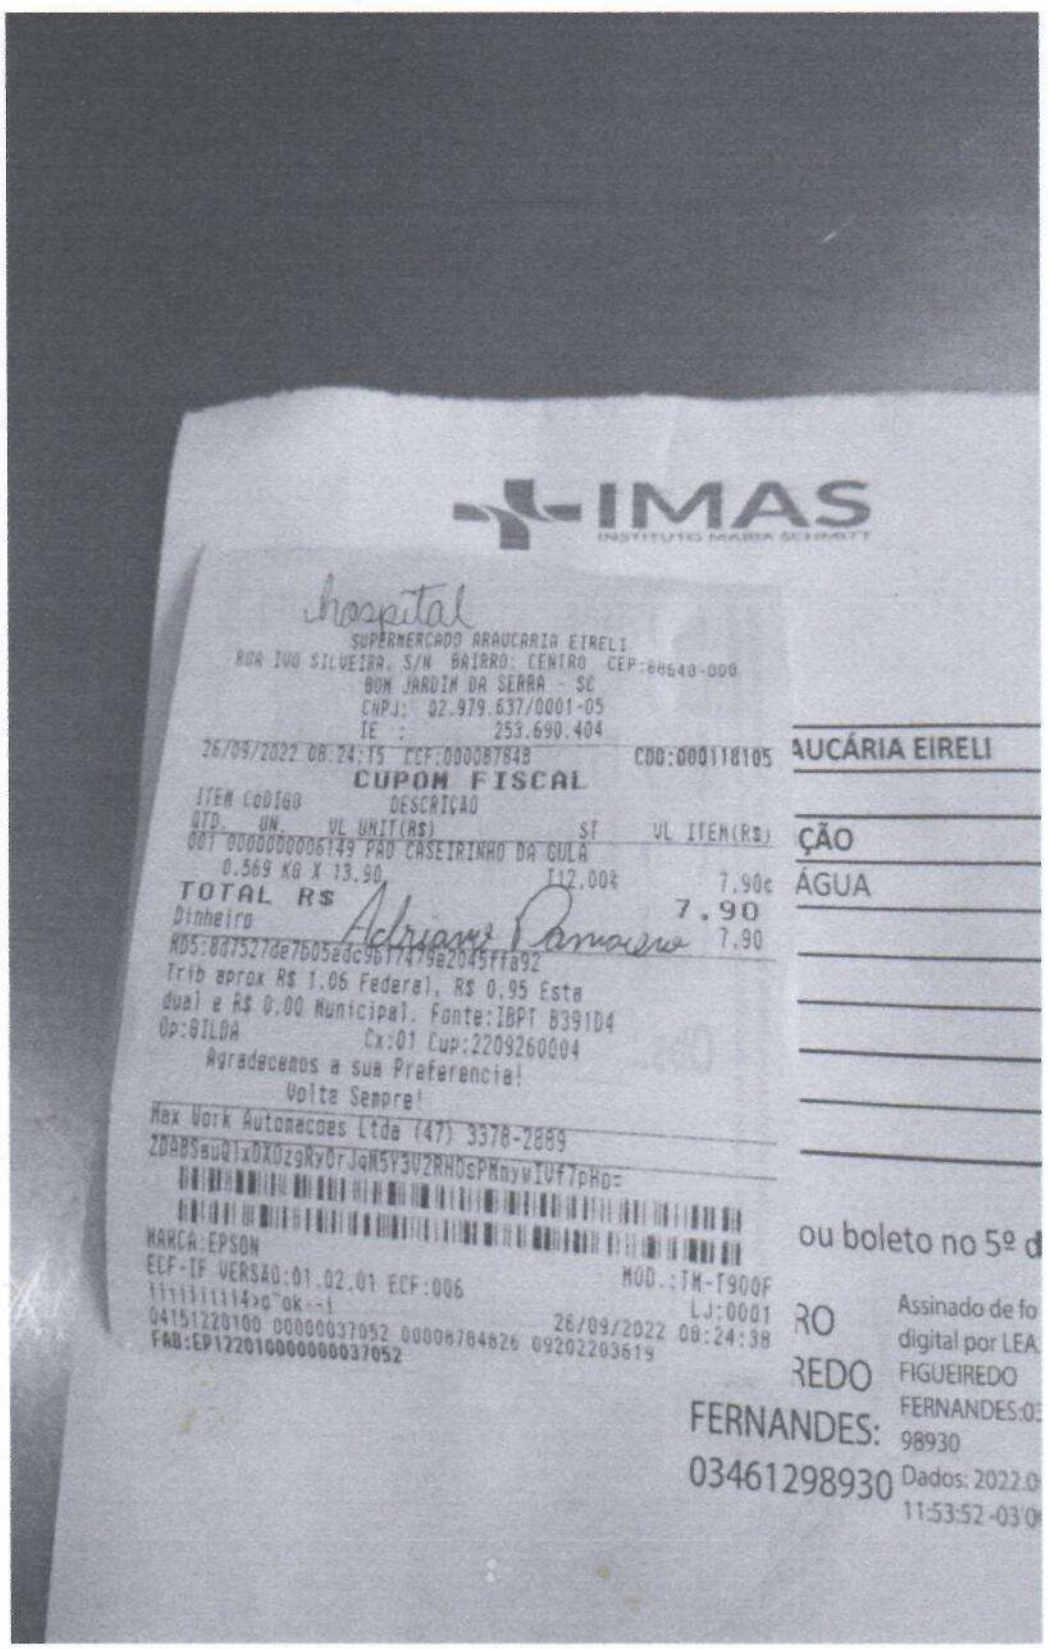 IMAS
INSTITUTO MARIA SCHMITT
hospital
SUPERMERCADO ARAUCARIA EIRELI
RUA IVO SILVEIRA, S/N BAIRRO: CENTRO CEP:88640-000
BOM JARDIM DA SERRA - SC
CNPJ: 02.979.637/0001-05
IE : 253.690.404
26/09/2022 08:24:15 CCF:000087848 COO:000118105
CUPOM FISCAL
ITEM CÓDIGO DESCRIÇÃO
QTD. UN. VL UNIT(R$) ST VL ITEM(R$)
001 0000000006149 PAO CASEIRINHO DA GULA
0.569 KG X 13.90 T12.00% 7.90
TOTAL R$ 7.90
Dinheiro 7.90
Adriano
MD5:8d7527de7b05edc9b17479e2045ffa92
Trib aprox R$ 1.06 Federal, R$ 0.95 Esta
dual e R$ 0.00 Municipal. Fonte:IBPT B391D4
Op:GILDA Cx:01 Cup:2209260004
Agradecemos a sua Preferencia!
Volte Sempre!
Max Work Automacoes Ltda (47) 3378-2889
MARCA:EPSON MOD.:TM-T900F
ECF-IF VERSAO:01.02.01 ECF:006 LJ:0001
26/09/2022 08:24:38
04151220100 00000037052 00008784826 09202203619
FAB:EP122010000000037052
AUCÁRIA EIRELI
ÇÃO
ÁGUA
ou boleto no 5º d
RO
REDO
FERNANDES:
03461298930
Assinado de fo
digital por LEA
FIGUEIREDO
FERNANDES:03
98930
Dados: 2022.0
11:53:52 -03'0